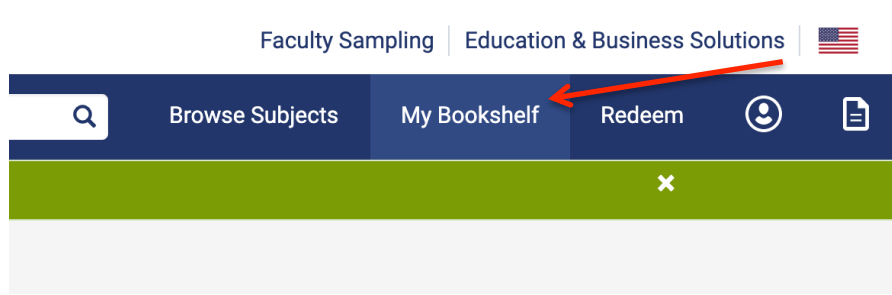 Faculty Sampling Education & Business Solutions
Browse Subjects My Bookshelf Redeem